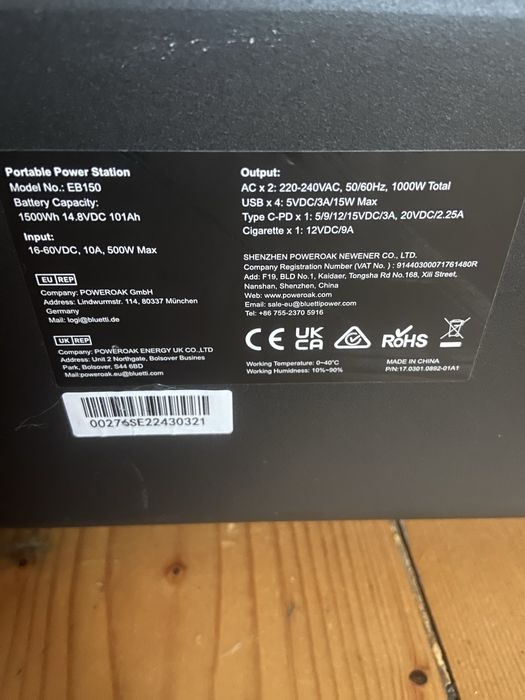 Portable Power Station
Model No.: EB150
Battery Capacity:
1500Wh 14.8VDC 101Ah
Input:
16-60VDC, 10A, 500W Max
EU REP
Company: POWEROAK GmbH
Address: Lindwurmstr. 114, 80337 München
Germany
Mail: logi@bluetti.de
UK REP
Company: POWEROAK ENERGY UK CO.,LTD
Address: Unit 2 Northgate, Bolsover Busines
Park, Bolsover, S44 6BD
Mail:poweroak.eu@bluetti.com
Output:
AC x 2: 220-240VAC, 50/60Hz, 1000W Total
USB x 4: 5VDC/3A/15W Max
Type C-PD x 1: 5/9/12/15VDC/3A, 20VDC/2.25A
Cigarette x 1: 12VDC/9A
SHENZHEN POWEROAK NEWENER CO., LTD.
Company Registration Number (VAT No. ) : 91440300071761480R
Add: F19, BLD No.1, Kaidaer, Tongsha Rd No.168, Xili Street,
Nanshan, Shenzhen, China
Web: www.poweroak.com
Email: sale-eu@bluettipower.com
Tel: +86 755-2370 5916
CE UK CA RoHS
Working Temperature: 0~40°C
Working Humidness: 10%~90%
MADE IN CHINA
P/N:17.0301.0892-01A1
00276SE22430321